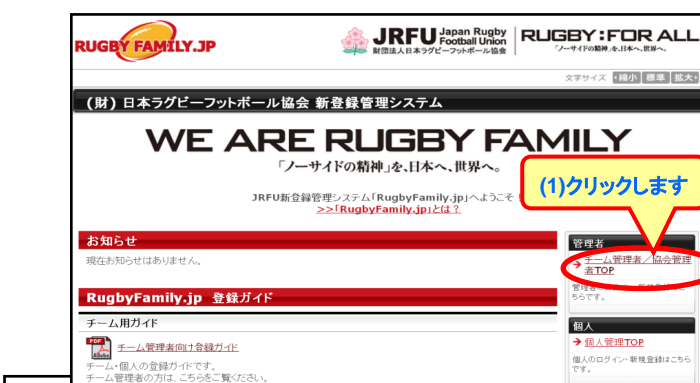 RUGBY FAMILY.JP
JRFU Japan Rugby Football Union
財団法人日本ラグビーフットボール協会
RUGBY:FOR ALL
「ノーサイドの精神」を、日本へ、世界へ。
文字サイズ 縮小 標準 拡大
(財) 日本ラグビーフットボール協会 新登録管理システム
WE ARE RUGBY FAMILY
「ノーサイドの精神」を、日本へ、世界へ。
JRFU新登録管理システム「RugbyFamily.jp」へようこそ
>>「RugbyFamily.jp」とは？
(1)クリックします
お知らせ
現在お知らせはありません。
RugbyFamily.jp 登録ガイド
チーム用ガイド
PDF
Adobe
チーム管理者向け登録ガイド
チーム・個人の登録ガイドです。
チーム管理者の方は、こちらをご覧ください。
管理者
チーム管理者／協会管理
者TOP
管理者
ちらです。
個人
個人管理TOP
個人のログイン・新規登録はこちら
です。